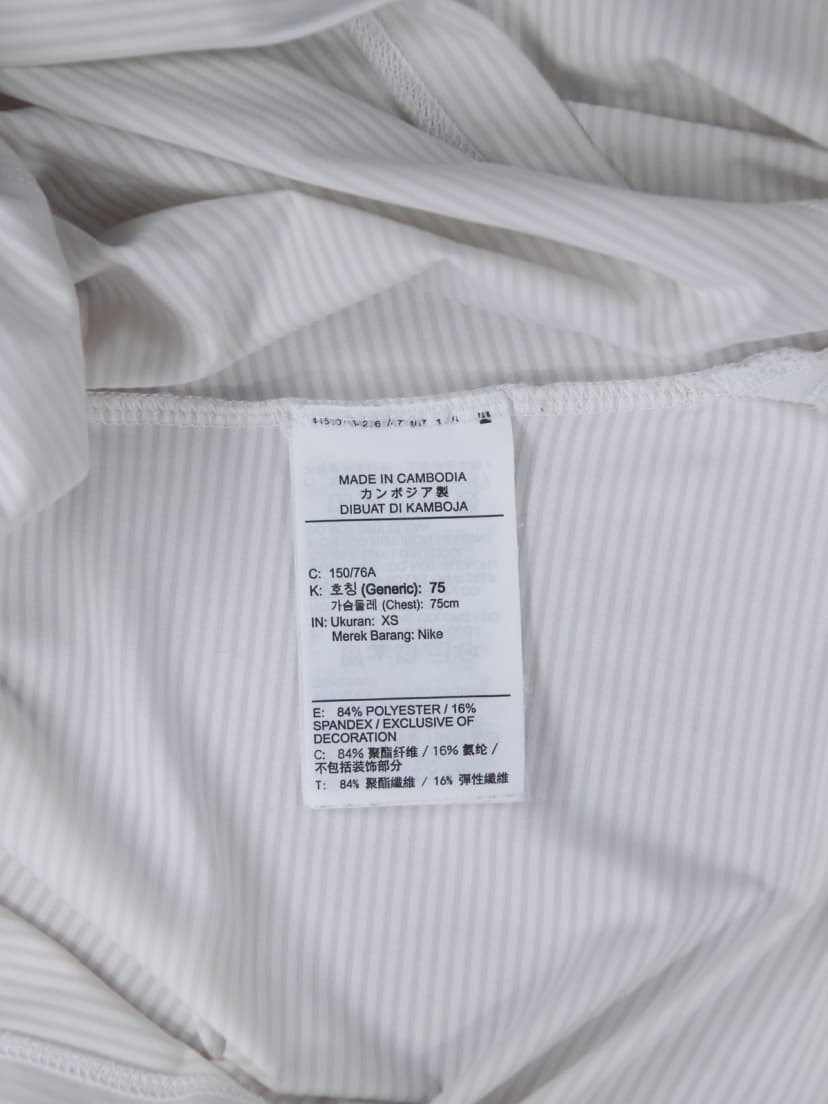 MADE IN CAMBODIA
カンボジア製
DIBUAT DI KAMBOJA
C: 150/76A
K: 호칭 (Generic): 75
가슴둘레 (Chest): 75cm
IN: Ukuran: XS
Merek Barang: Nike
E: 84% POLYESTER / 16%
SPANDEX / EXCLUSIVE OF
DECORATION
C: 84% 聚酯纤维 / 16% 氨纶 /
不包括装饰部分
T: 84% 聚酯纖維 / 16% 彈性纖維